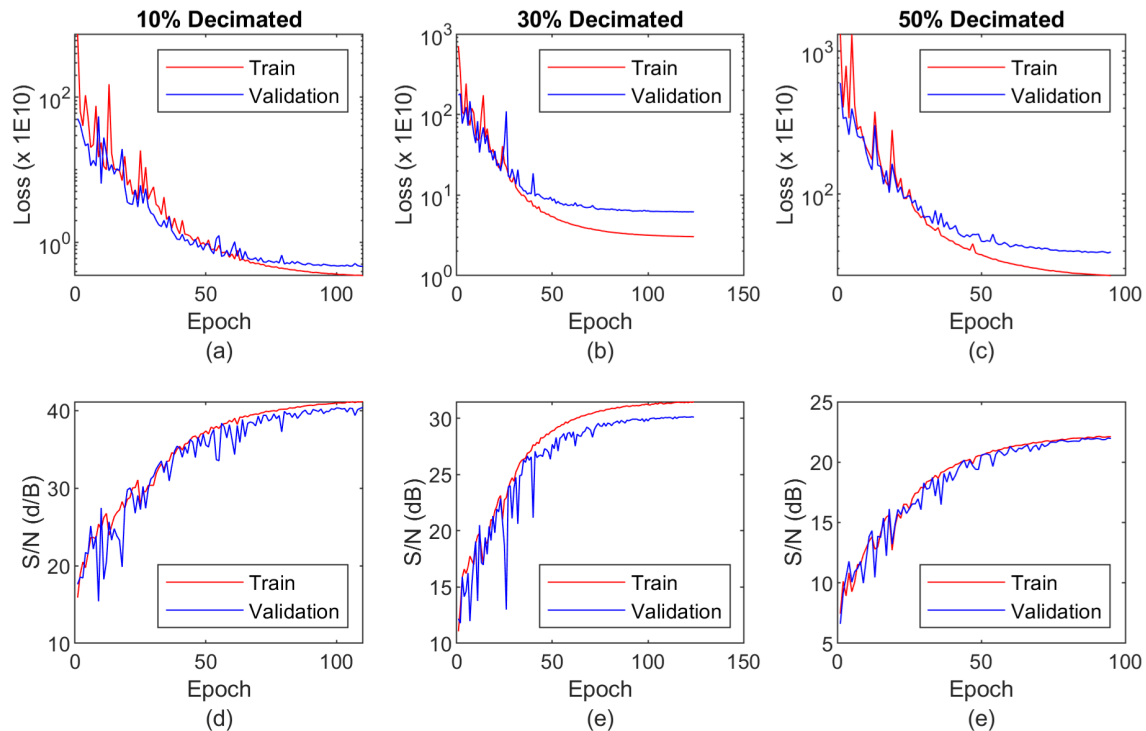 10% Decimated
Loss (x 1E10)
10^2
10^0
Train
Validation
0
50
100
Epoch
(a)
30% Decimated
Loss (x 1E10)
10^3
10^2
10^1
10^0
Train
Validation
0
50
100
150
Epoch
(b)
50% Decimated
Loss (x 1E10)
10^3
10^2
Train
Validation
0
50
100
Epoch
(c)
S/N (d/B)
40
30
20
10
Train
Validation
0
50
100
Epoch
(d)
S/N (dB)
30
25
20
15
10
Train
Validation
0
50
100
150
Epoch
(e)
S/N (dB)
25
20
15
10
5
Train
Validation
0
50
100
Epoch
(e)